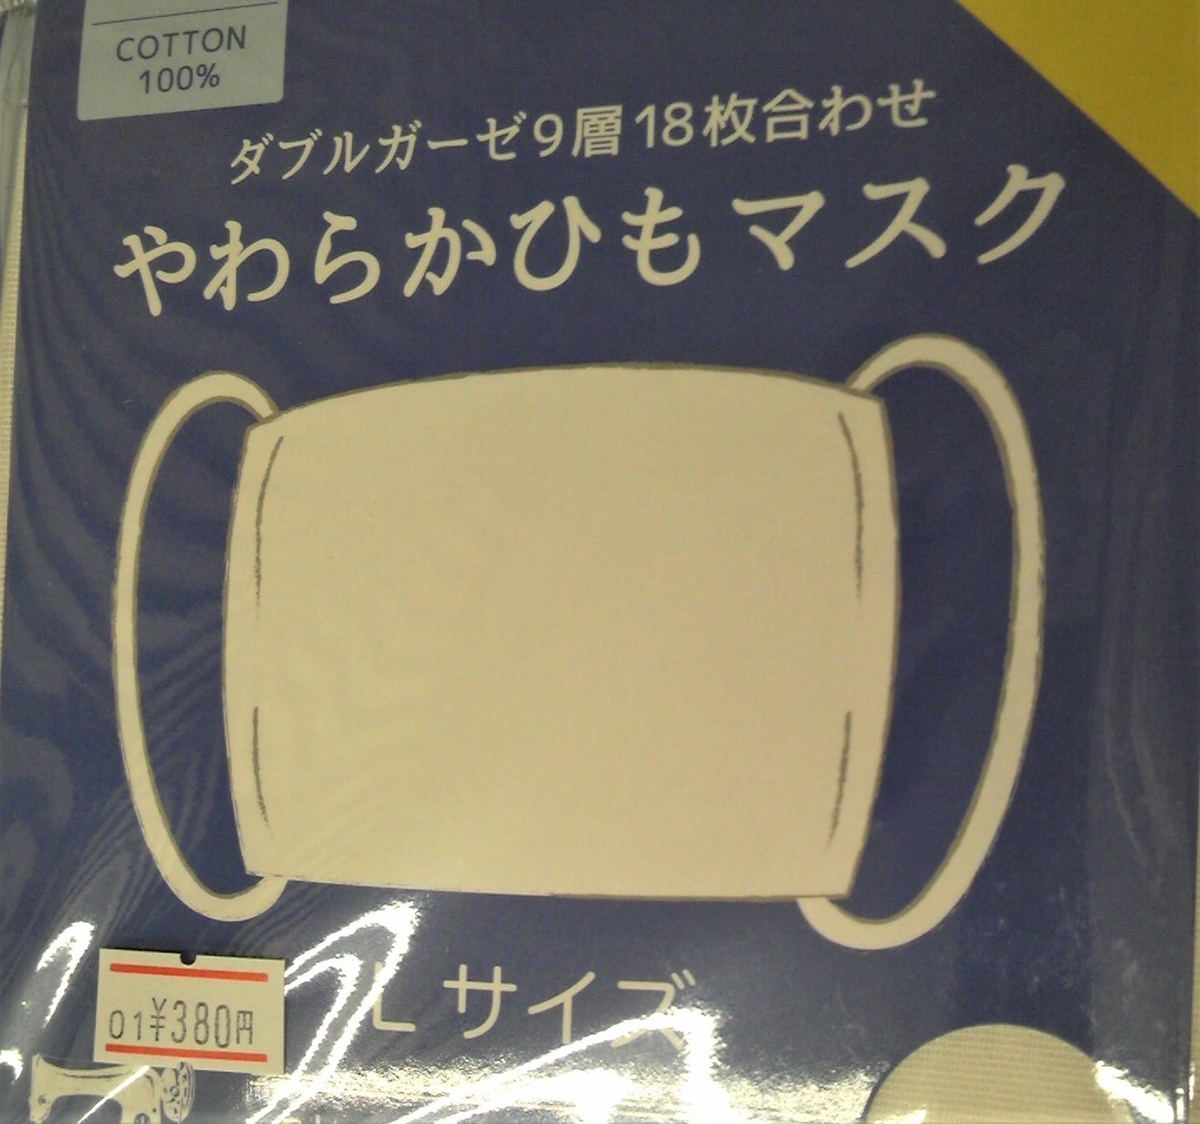 COTTON
100%
ダブルガーゼ9層18枚合わせ
やわらかひもマスク
Lサイズ
01¥380円